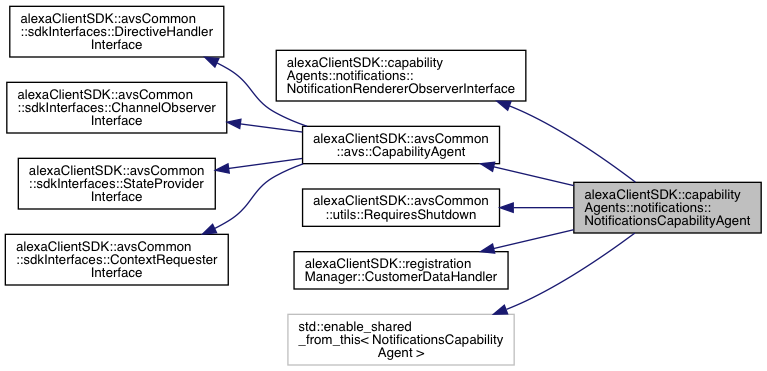 alexaClientSDK::avsCommon
::sdkInterfaces::DirectiveHandler
Interface
alexaClientSDK::avsCommon
::sdkInterfaces::ChannelObserver
Interface
alexaClientSDK::avsCommon
::sdkInterfaces::StateProvider
Interface
alexaClientSDK::avsCommon
::sdkInterfaces::ContextRequester
Interface
alexaClientSDK::capability
Agents::notifications::
NotificationRendererObserverInterface
alexaClientSDK::avsCommon
::avs::CapabilityAgent
alexaClientSDK::avsCommon
::utils::RequiresShutdown
alexaClientSDK::registration
Manager::CustomerDataHandler
std::enable_shared
_from_this< NotificationsCapability
Agent >
alexaClientSDK::capability
Agents::notifications::
NotificationsCapabilityAgent